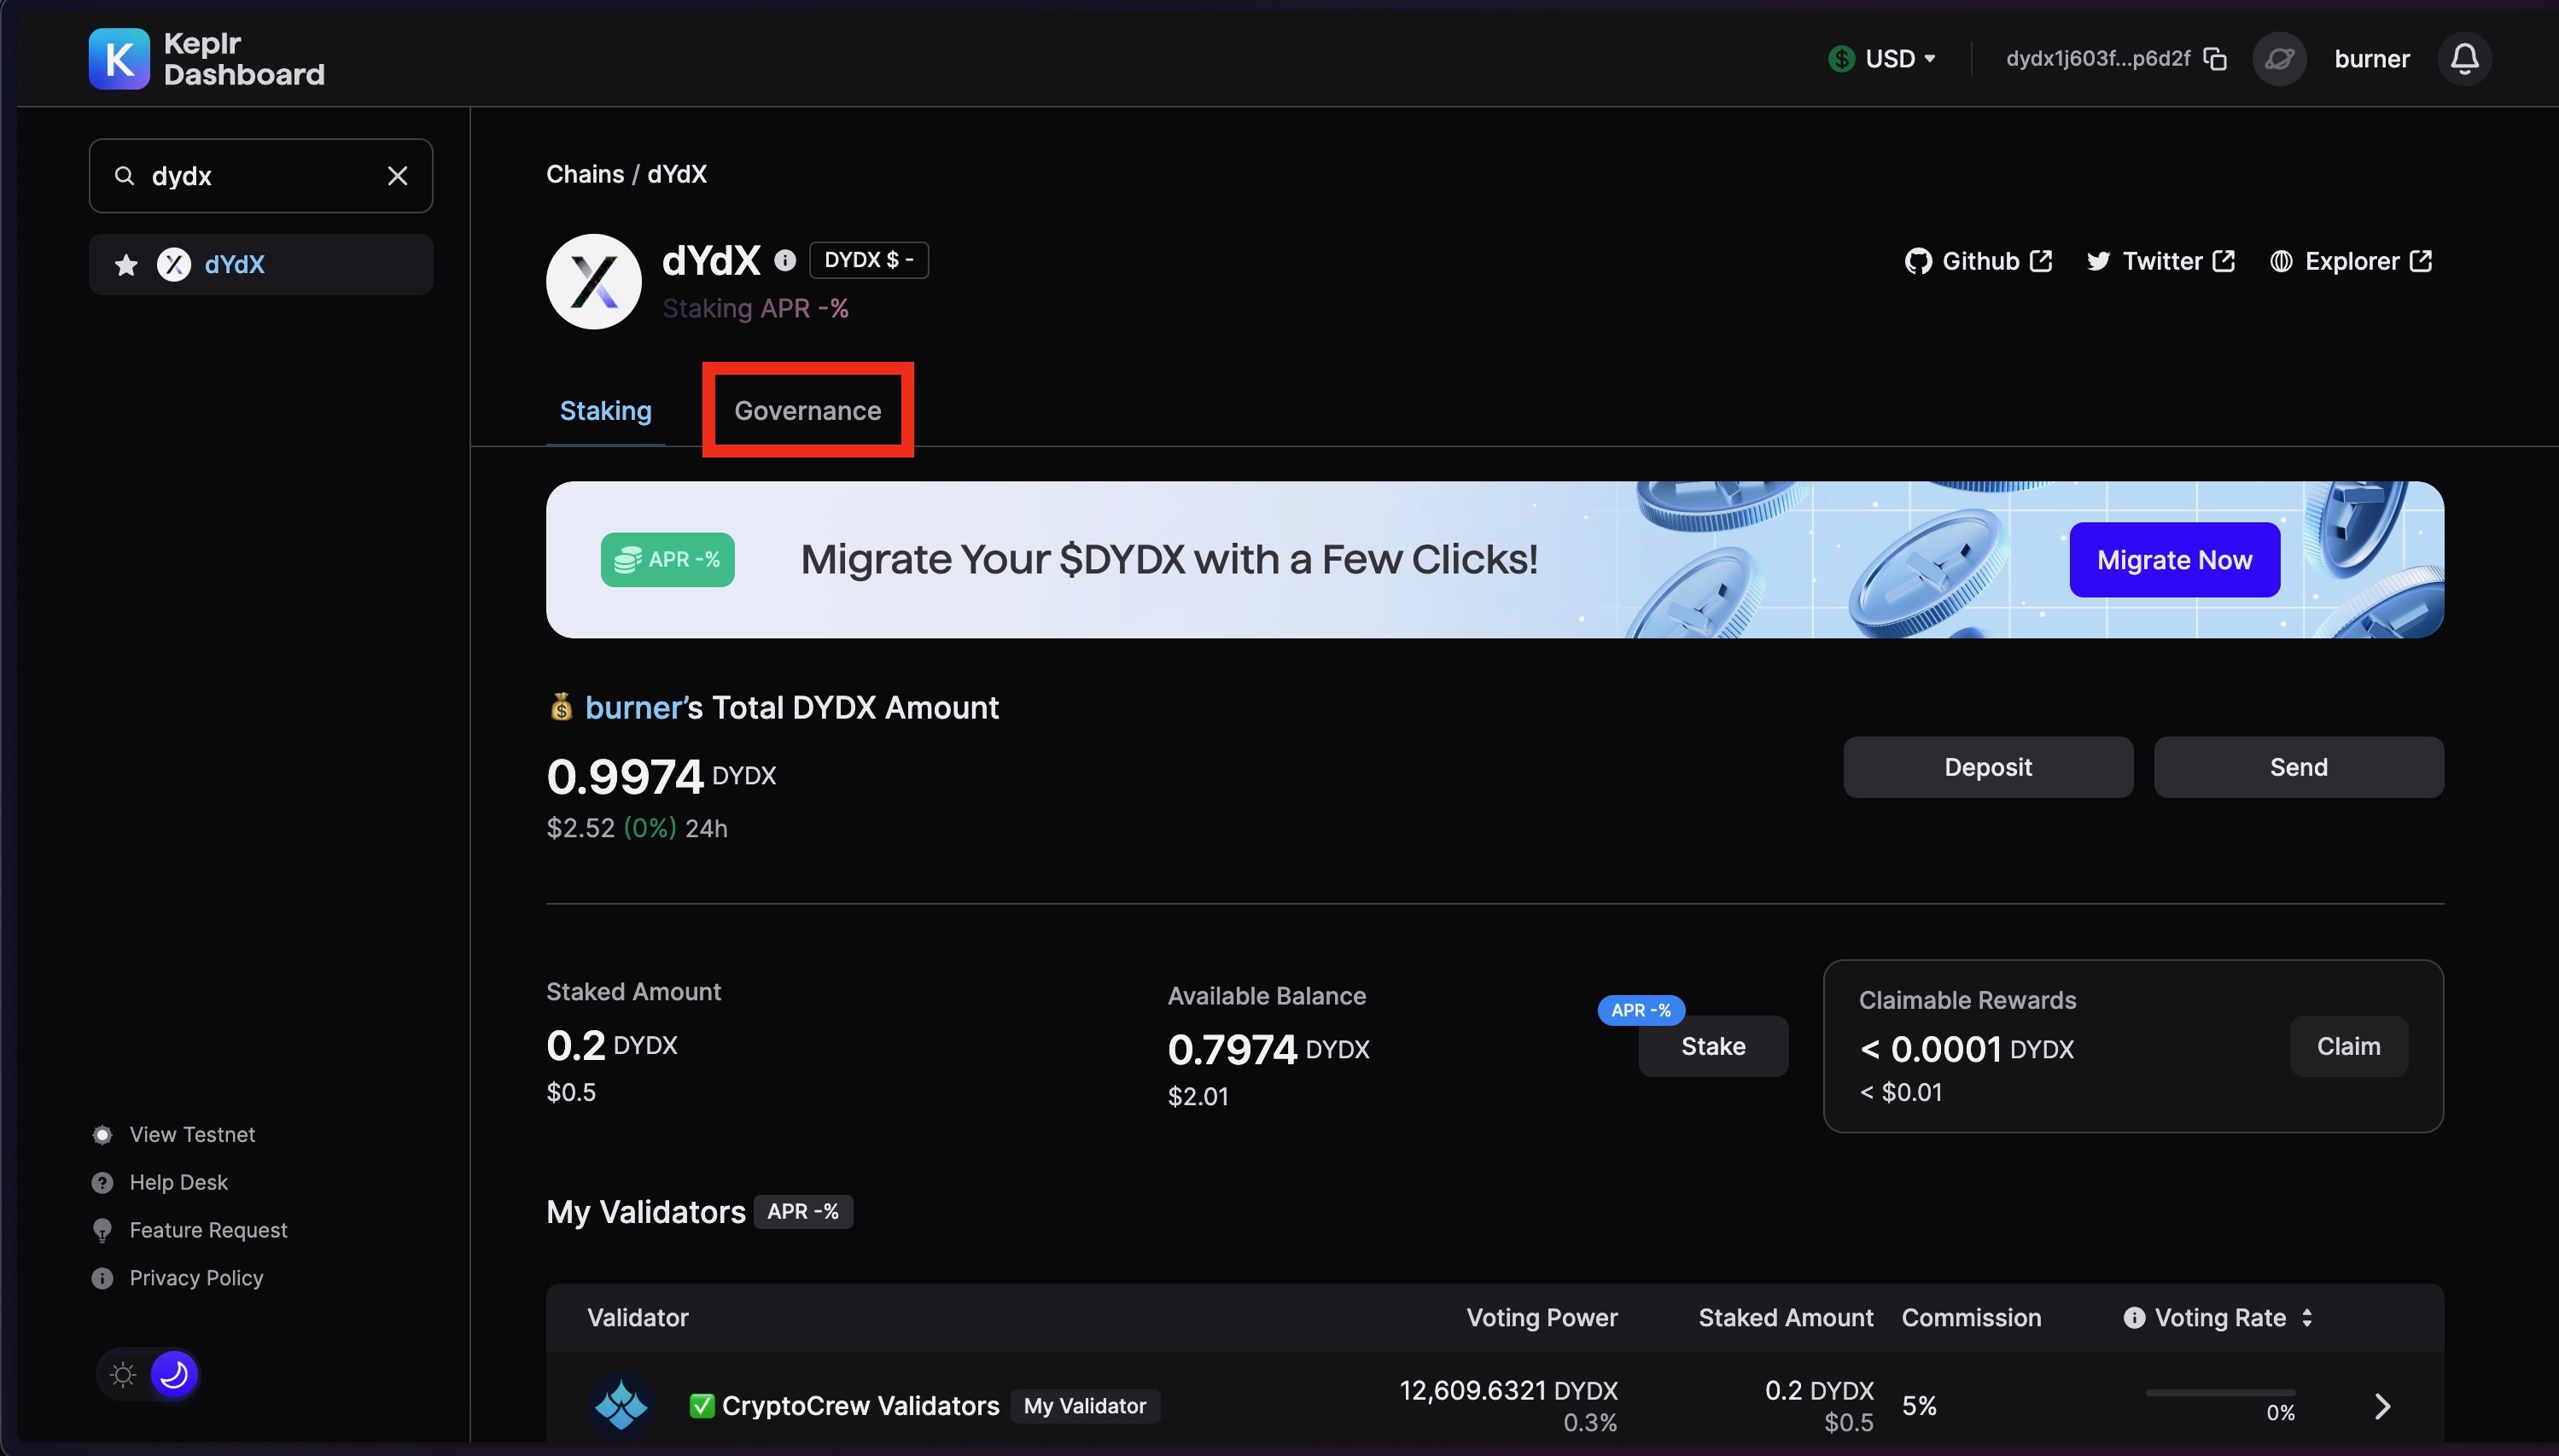 Keplr
Dashboard
USD
dydx1j603f...p6d2f
burner
dydx
dYdX
Chains / dYdX
dYdX
DYDX $ -
Staking APR -%
Github
Twitter
Explorer
Staking
Governance
APR -%
Migrate Your $DYDX with a Few Clicks!
Migrate Now
burner's Total DYDX Amount
0.9974 DYDX
$2.52 (0%) 24h
Deposit
Send
Staked Amount
0.2 DYDX
$0.5
Available Balance
0.7974 DYDX
$2.01
APR -%
Stake
Claimable Rewards
< 0.0001 DYDX
< $0.01
Claim
View Testnet
Help Desk
Feature Request
Privacy Policy
My Validators APR -%
Validator Voting Power Staked Amount Commission Voting Rate
CryptoCrew Validators My Validator 12,609.6321 DYDX 0.2 DYDX 5%
0.3% $0.5 0%